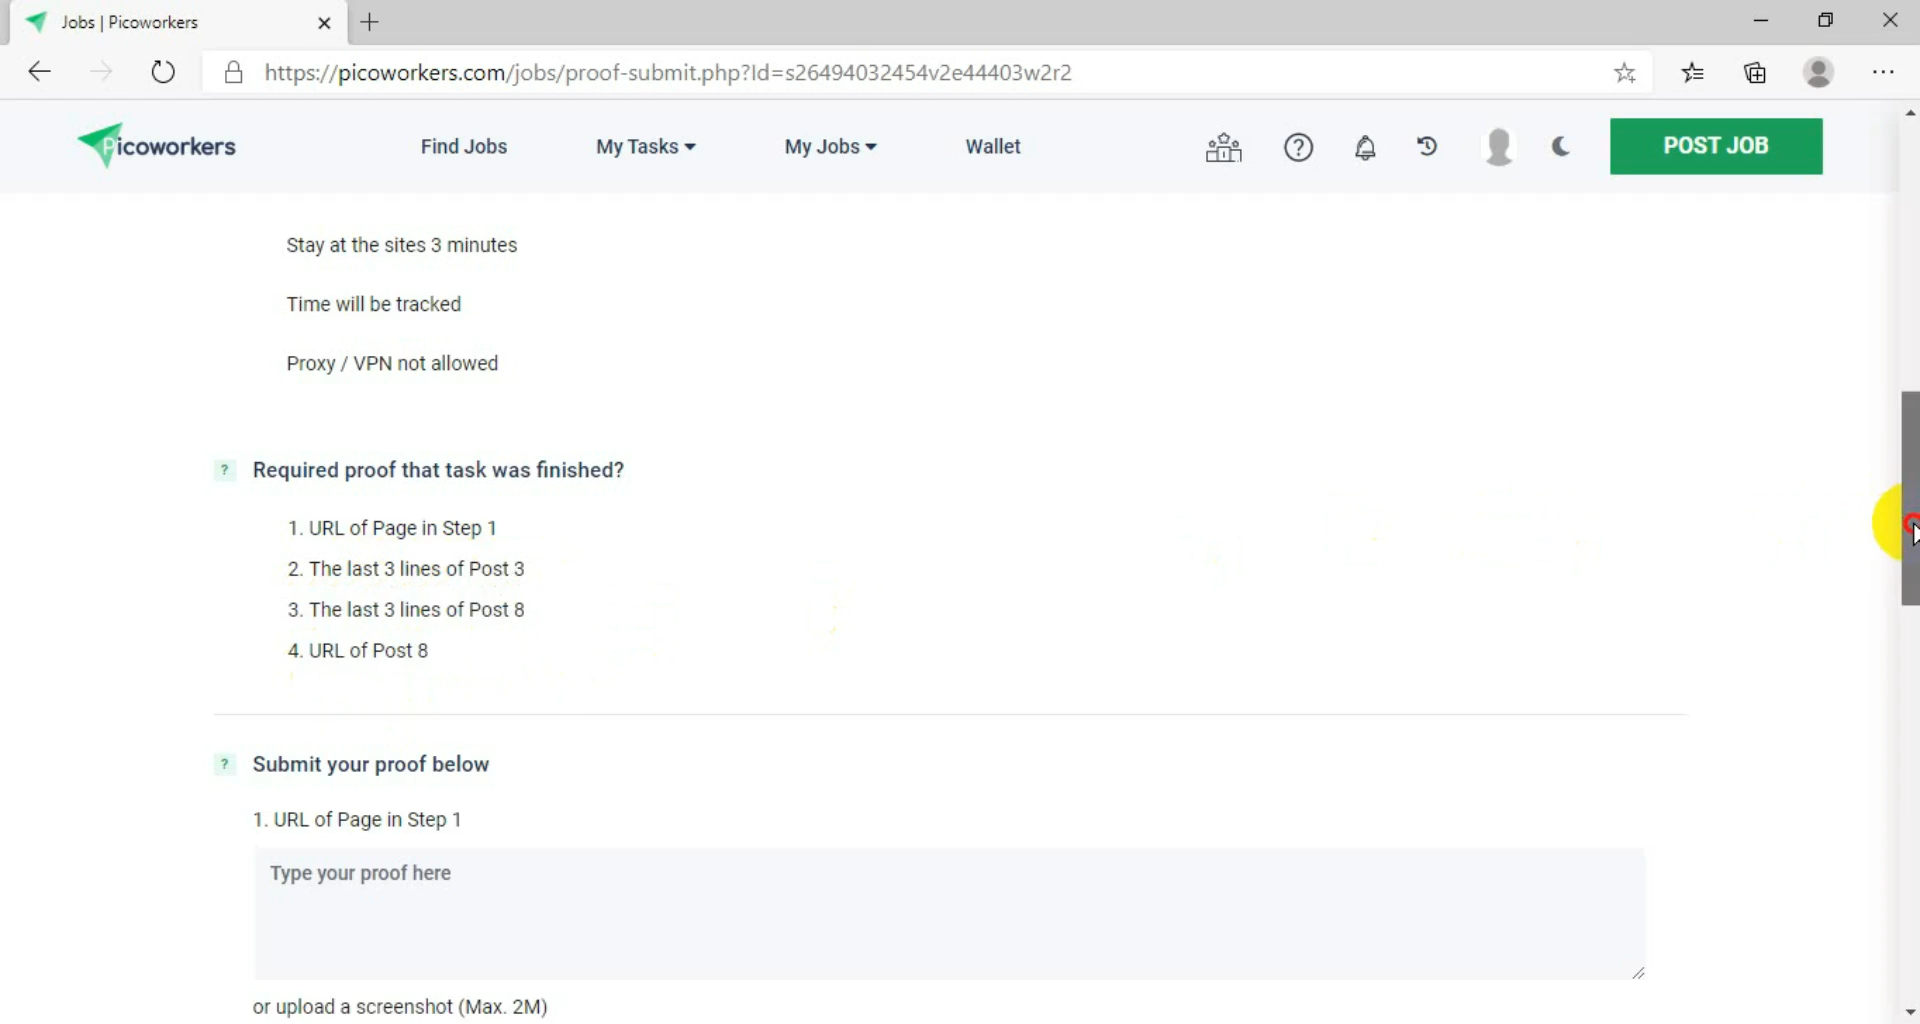 Jobs | Picoworkers
https://picoworkers.com/jobs/proof-submit.php?Id=s26494032454v2e44403w2r2
Picoworkers
Find Jobs
My Tasks
My Jobs
Wallet
POST JOB
Stay at the sites 3 minutes
Time will be tracked
Proxy / VPN not allowed
? Required proof that task was finished?
1. URL of Page in Step 1
2. The last 3 lines of Post 3
3. The last 3 lines of Post 8
4. URL of Post 8
? Submit your proof below
1. URL of Page in Step 1
Type your proof here
or upload a screenshot (Max. 2M)